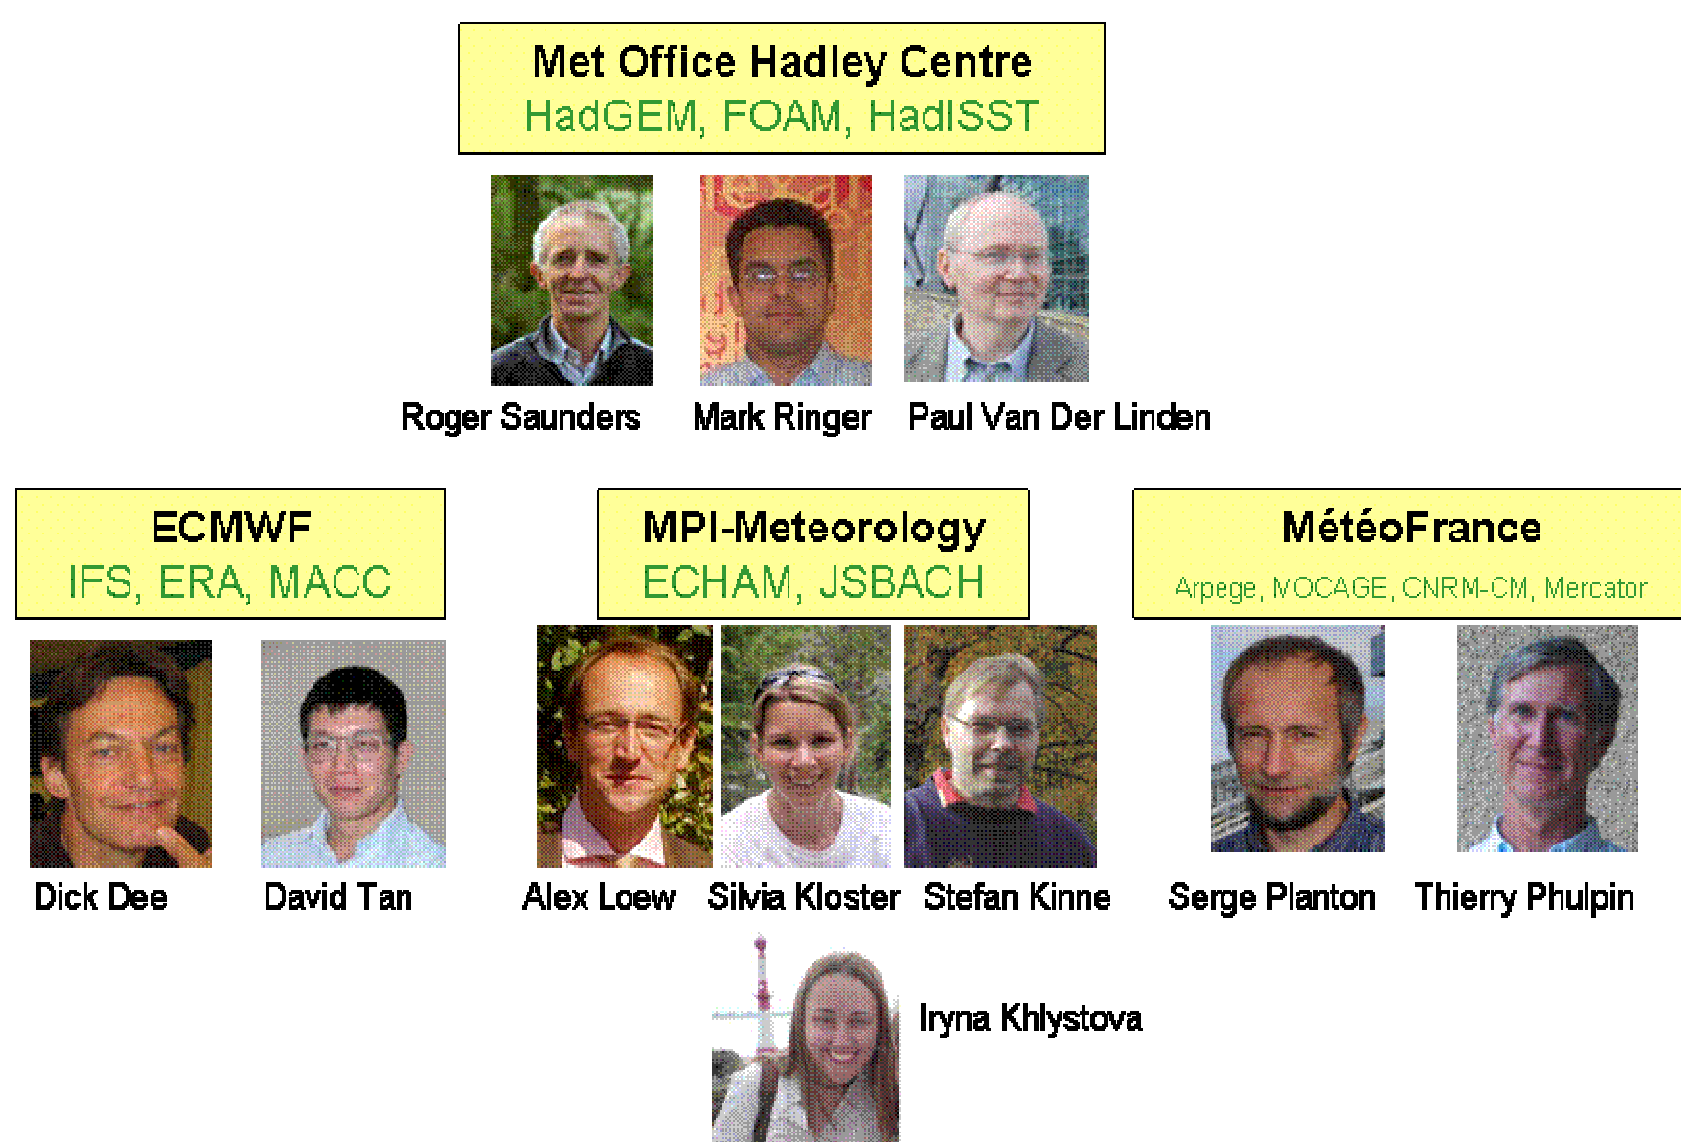 Met Office Hadley Centre
HadGEM, FOAM, HadISST
Roger Saunders
Mark Ringer
Paul Van Der Linden
ECMWF
IFS, ERA, MACC
MPI-Meteorology
ECHAM, JSBACH
MétéoFrance
Arpege, MOCAGE, CNRM-CM, Mercator
Dick Dee
David Tan
Alex Loew
Silvia Kloster
Stefan Kinne
Serge Planton
Thierry Phulpin
Iryna Khlystova